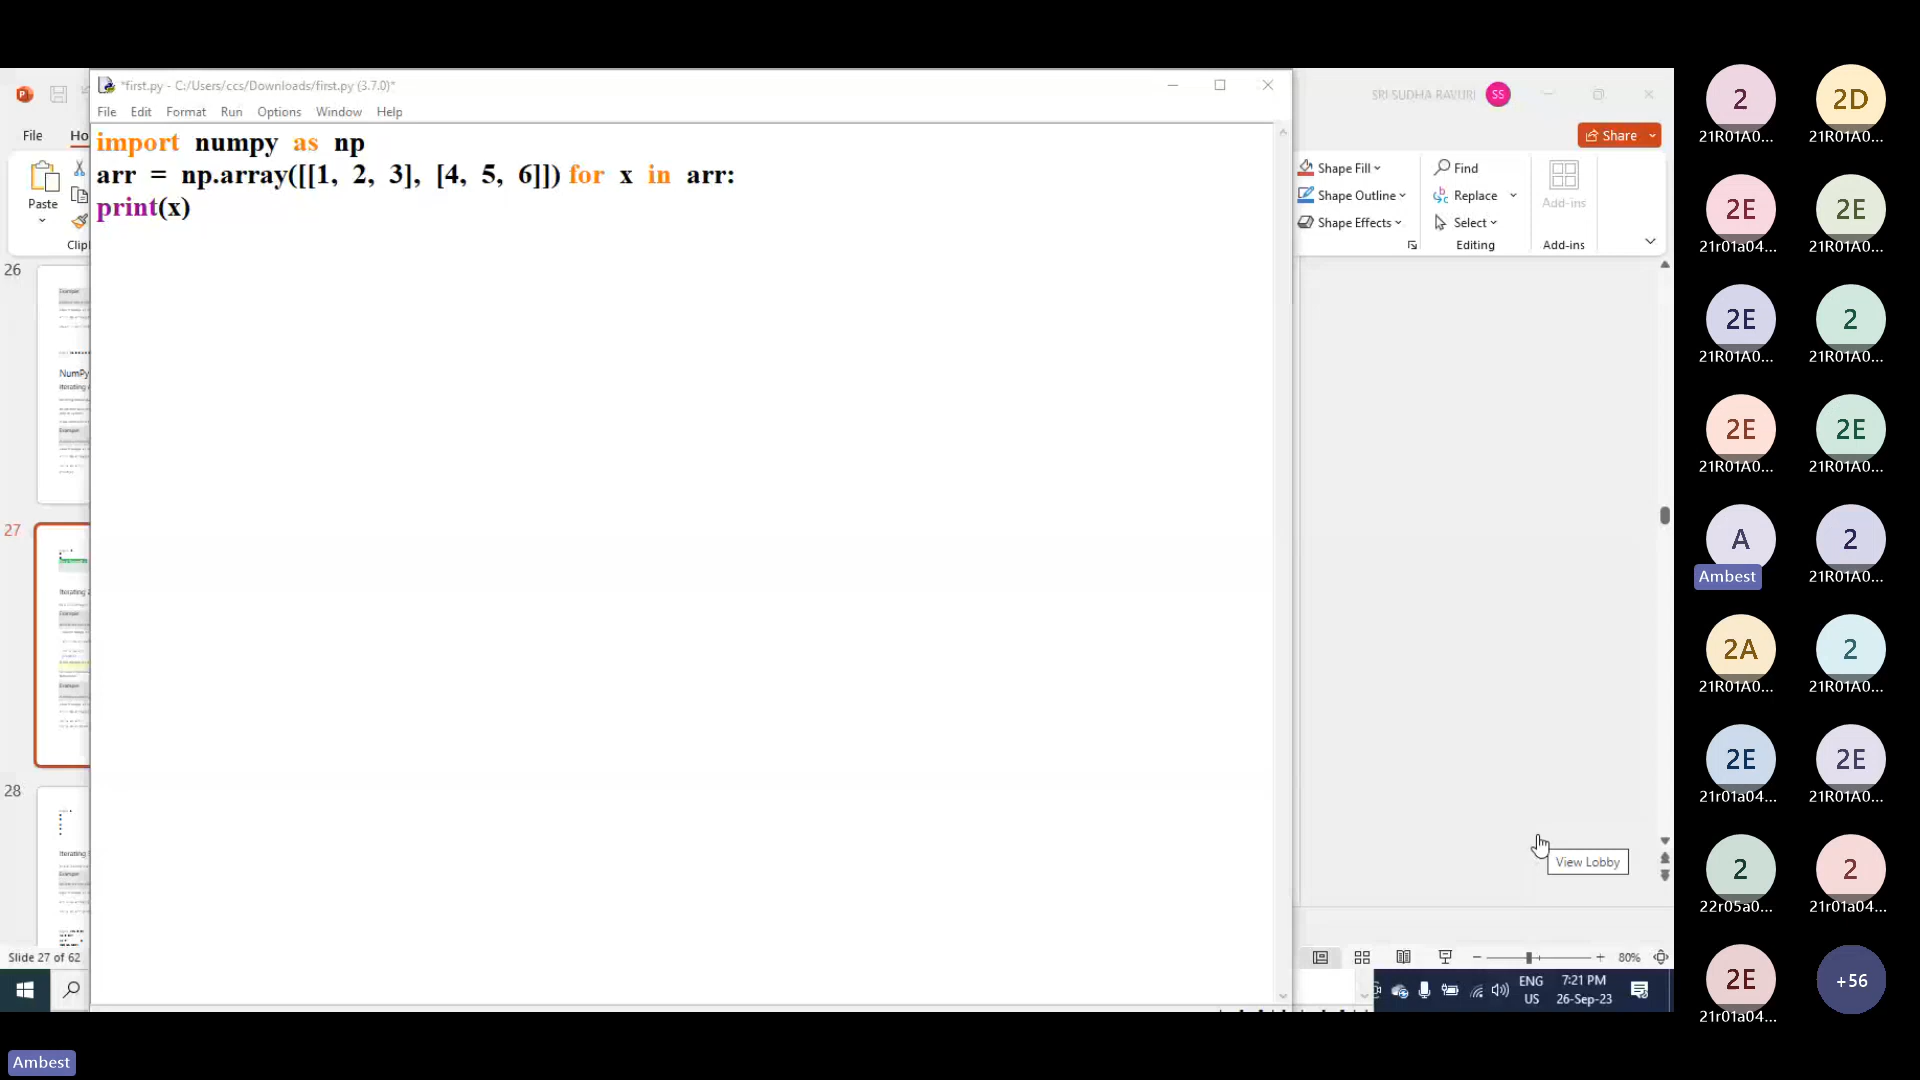 *first.py - C:/Users/ccs/Downloads/first.py (3.7.0)*
File Edit Format Run Options Window Help
import numpy as np
arr = np.array([[1, 2, 3], [4, 5, 6]]) for x in arr:
print(x)
File Ho
Paste
Clip
26
NumPy
27
28
Slide 27 of 62
SRI SUDHA RAVURI SS
Share
Shape Fill
Shape Outline
Shape Effects
Find
Replace
Select
Editing
Add-ins
Add-ins
View Lobby
80%
ENG
US
7:21 PM
26-Sep-23
2 2D
21R01A0... 21R01A0...
2E 2E
21r01a04... 21R01A0...
2E 2
21R01A0... 21R01A0...
2E 2E
21R01A0... 21R01A0...
A 2
Ambest 21R01A0...
2A 2
21R01A0... 21R01A0...
2E 2E
21r01a04... 21R01A0...
2 2
22r05a0... 21r01a04...
2E +56
21r01a04...
Ambest